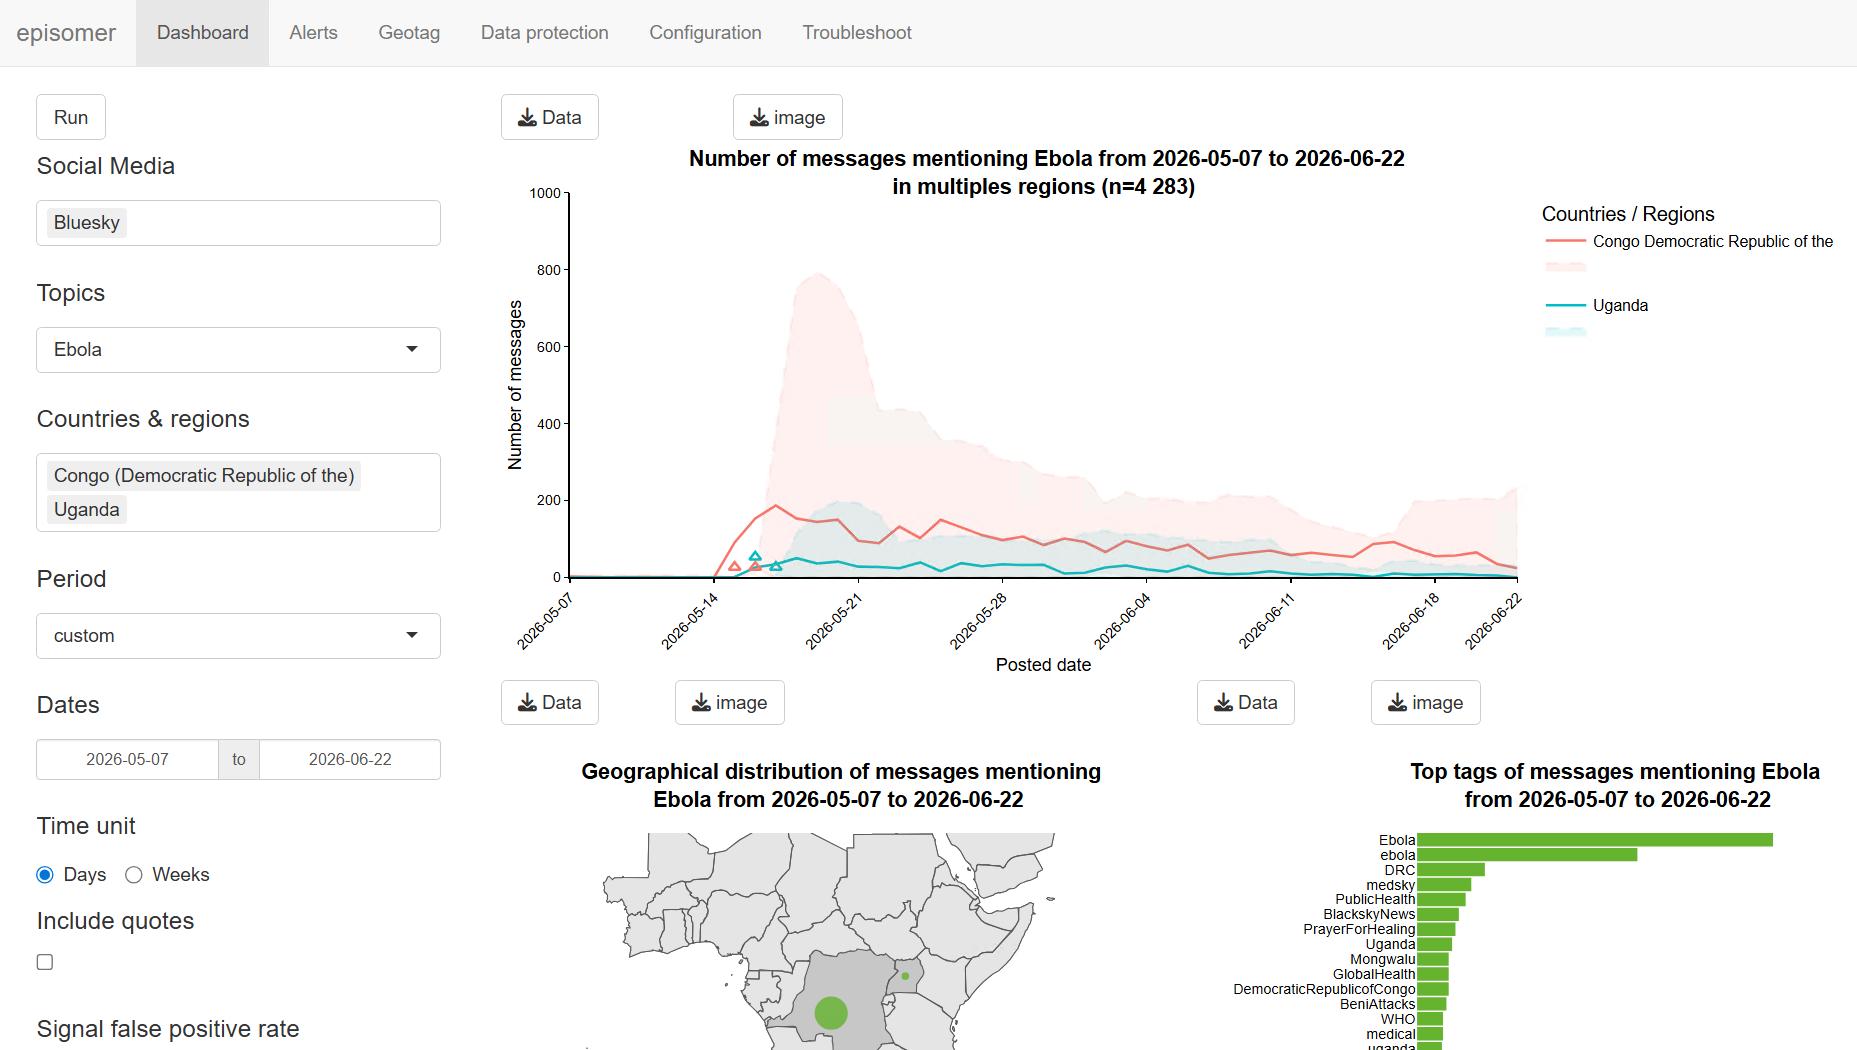 episomer Dashboard Alerts Geotag Data protection Configuration Troubleshoot
Run
Social Media
Bluesky
Topics
Ebola
Countries & regions
Congo (Democratic Republic of the)
Uganda
Period
custom
Dates
2026-05-07 to 2026-06-22
Time unit
Days Weeks
Include quotes
Signal false positive rate
Data image
Number of messages mentioning Ebola from 2026-05-07 to 2026-06-22
in multiples regions (n=4 283)
1000
800
600
400
200
0
Number of messages
2026-05-07 2026-05-14 2026-05-21 2026-05-28 2026-06-04 2026-06-11 2026-06-18 2026-06-22
Posted date
Countries / Regions
Congo Democratic Republic of the
Uganda
Data image
Geographical distribution of messages mentioning
Ebola from 2026-05-07 to 2026-06-22
Data image
Top tags of messages mentioning Ebola
from 2026-05-07 to 2026-06-22
Ebola
ebola
DRC
medsky
PublicHealth
BlackskyNews
PrayerForHealing
Uganda
Mongwalu
GlobalHealth
DemocraticRepublicofCongo
BeniAttacks
WHO
medical
uganda